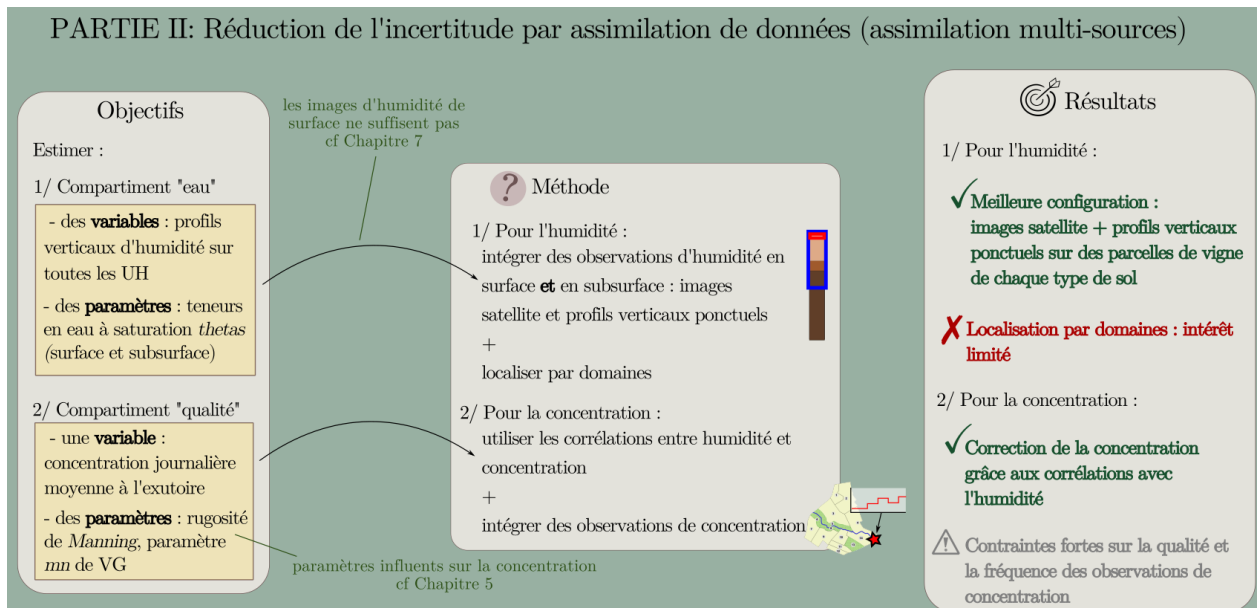 PARTIE II: Réduction de l'incertitude par assimilation de données (assimilation multi-sources)
Objectifs
Estimer :
1/ Compartiment "eau"
- des variables : profils
verticaux d'humidité sur
toutes les UH
- des paramètres : teneurs
en eau à saturation thetas
(surface et subsurface)
2/ Compartiment "qualité"
- une variable :
concentration journalière
moyenne à l'exutoire
- des paramètres : rugosité
de Manning, paramètre
mn de VG
les images d'humidité de
surface ne suffisent pas
cf Chapitre 7
paramètres influents sur la concentration
cf Chapitre 5
? Méthode
1/ Pour l'humidité :
intégrer des observations d'humidité en
surface et en subsurface : images
satellite et profils verticaux ponctuels
+
localiser par domaines
2/ Pour la concentration :
utiliser les corrélations entre humidité et
concentration
+
intégrer des observations de concentration
Résultats
1/ Pour l'humidité :
Meilleure configuration :
images satellite + profils verticaux
ponctuels sur des parcelles de vigne
de chaque type de sol
Localisation par domaines : intérêt
limité
2/ Pour la concentration :
Correction de la concentration
grâce aux corrélations avec
l'humidité
Contraintes fortes sur la qualité et
la fréquence des observations de
concentration